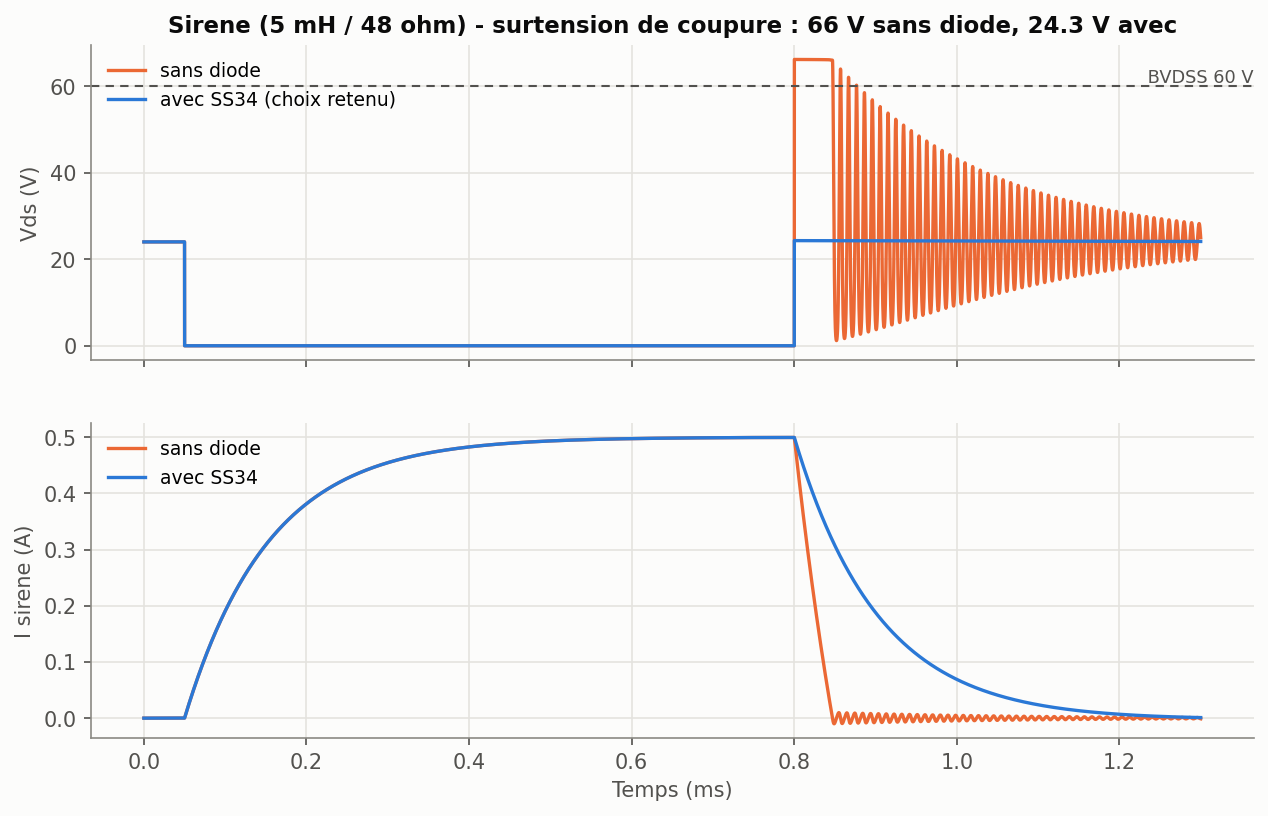 Sirene (5 mH / 48 ohm) - surtension de coupure : 66 V sans diode, 24.3 V avec
sans diode
avec SS34 (choix retenu)
BVDSS 60 V
60
40
20
0
Vds (V)
sans diode
avec SS34
0.5
0.4
0.3
0.2
0.1
0.0
I sirene (A)
0.0 0.2 0.4 0.6 0.8 1.0 1.2
Temps (ms)